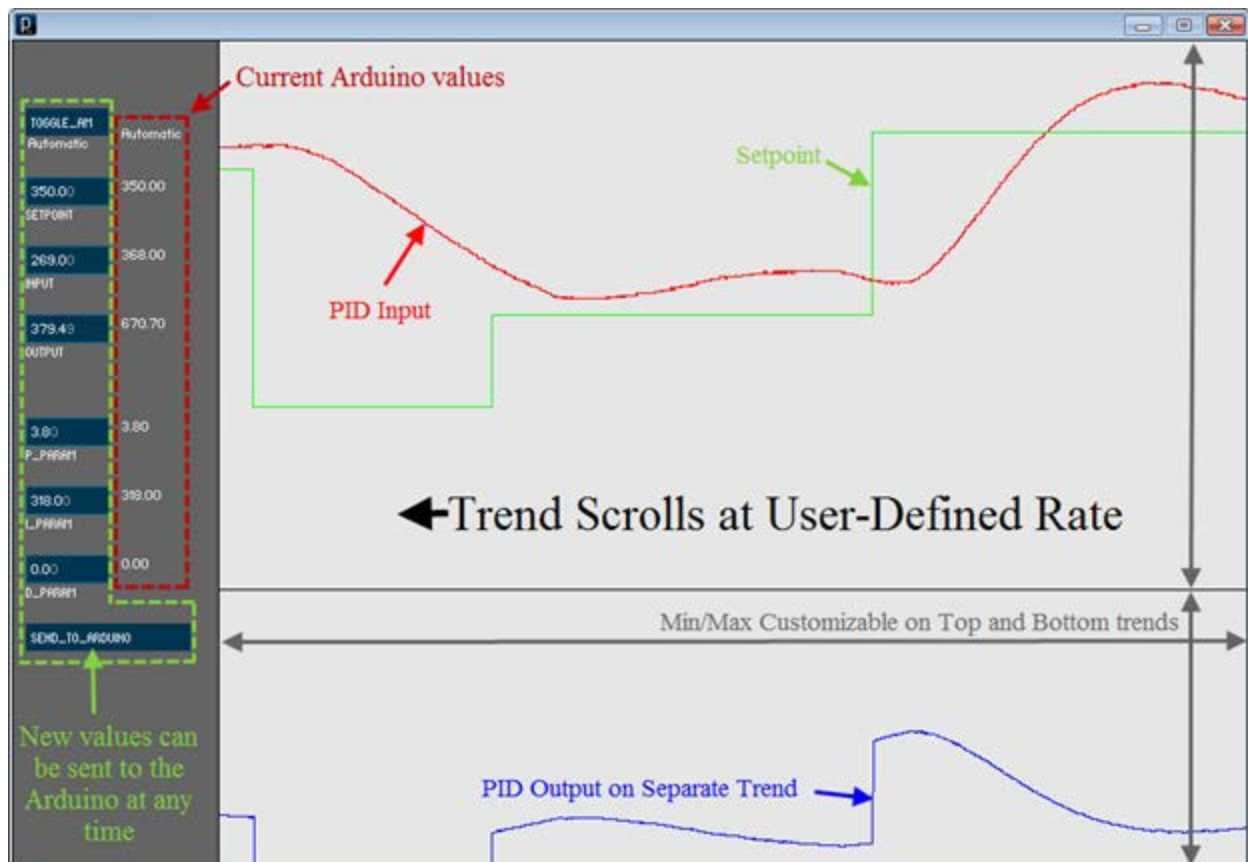 Current Arduino values
TOGGLE_AM
Automatic
Automatic
350.00
350.00
SETPOINT
269.00
368.00
INPUT
379.49
670.70
OUTPUT
3.80
3.80
P_PARAM
318.00
318.00
I_PARAM
0.00
0.00
D_PARAM
SEND_TO_ARDUINO
New values can
be sent to the
Arduino at any
time
Setpoint
PID Input
Trend Scrolls at User-Defined Rate
Min/Max Customizable on Top and Bottom trends
PID Output on Separate Trend